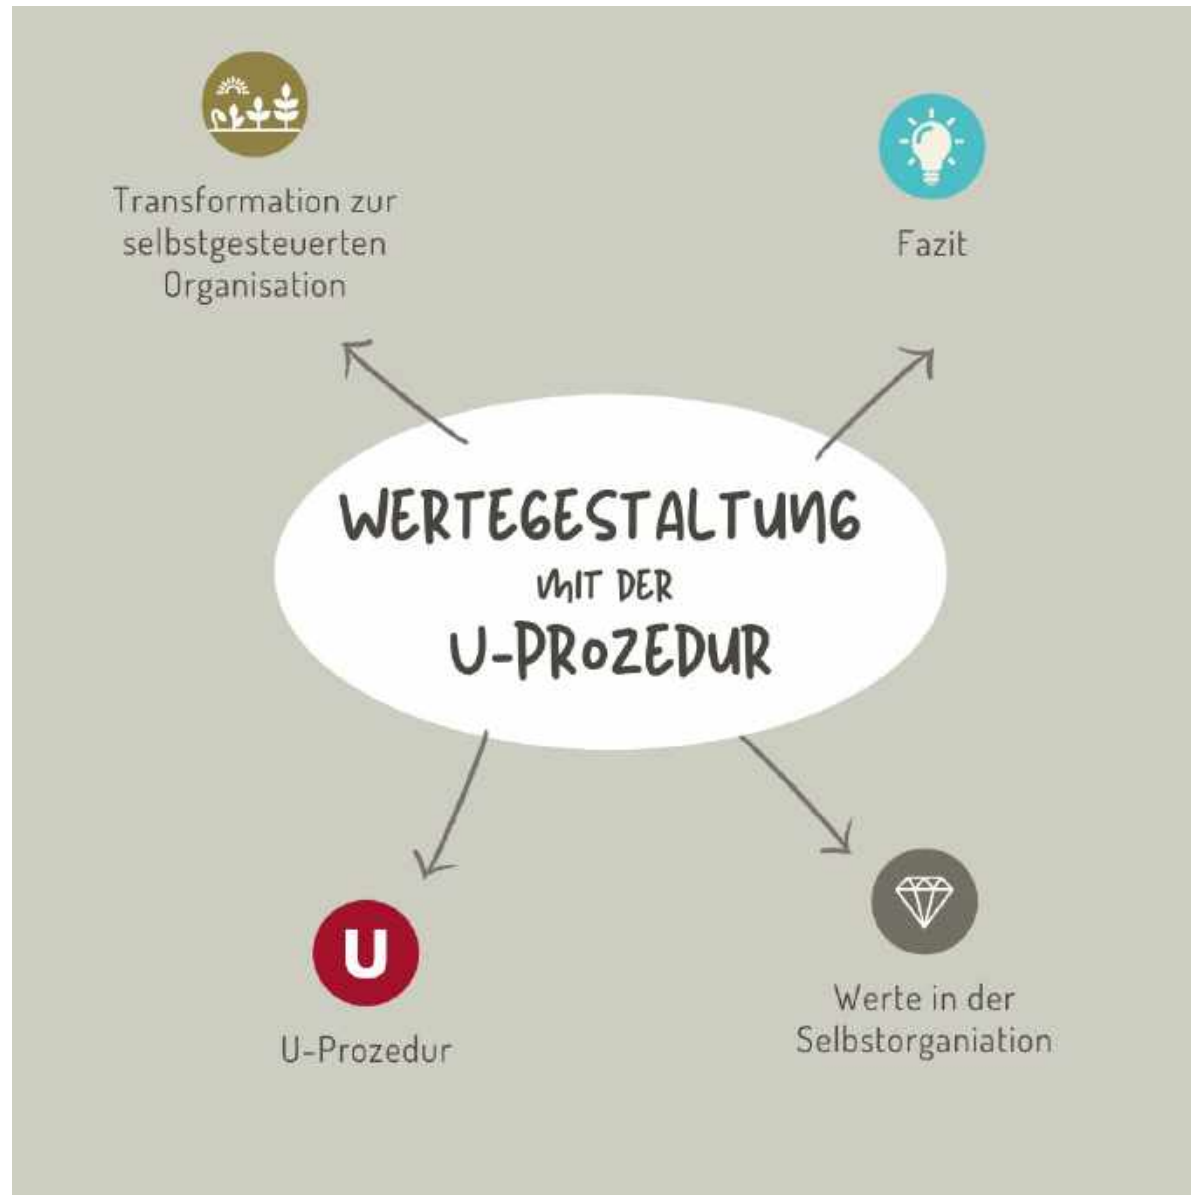 Transformation zur
selbstgesteuerten
Organisation
Fazit
WERTEGESTALTUNG
MIT DER
U-PROZEDUR
U
U-Prozedur
Werte in der
Selbstorganiation